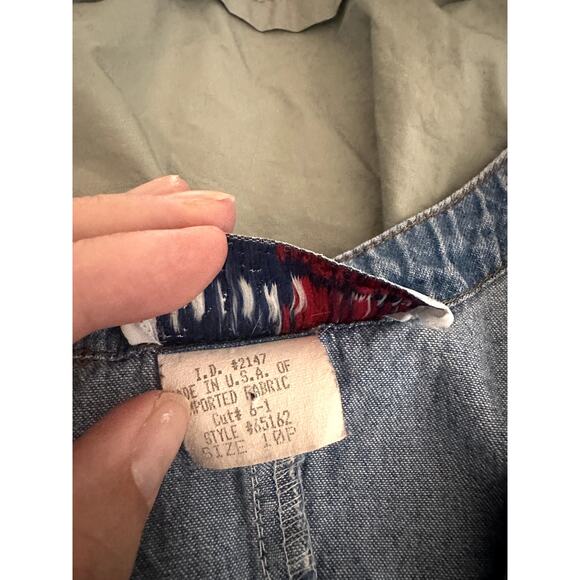 I.D. #2147
DE IN U.S.A. OF
MPORTED FABRIC
Cut# 6-1
STYLE #65162
SIZE 10P